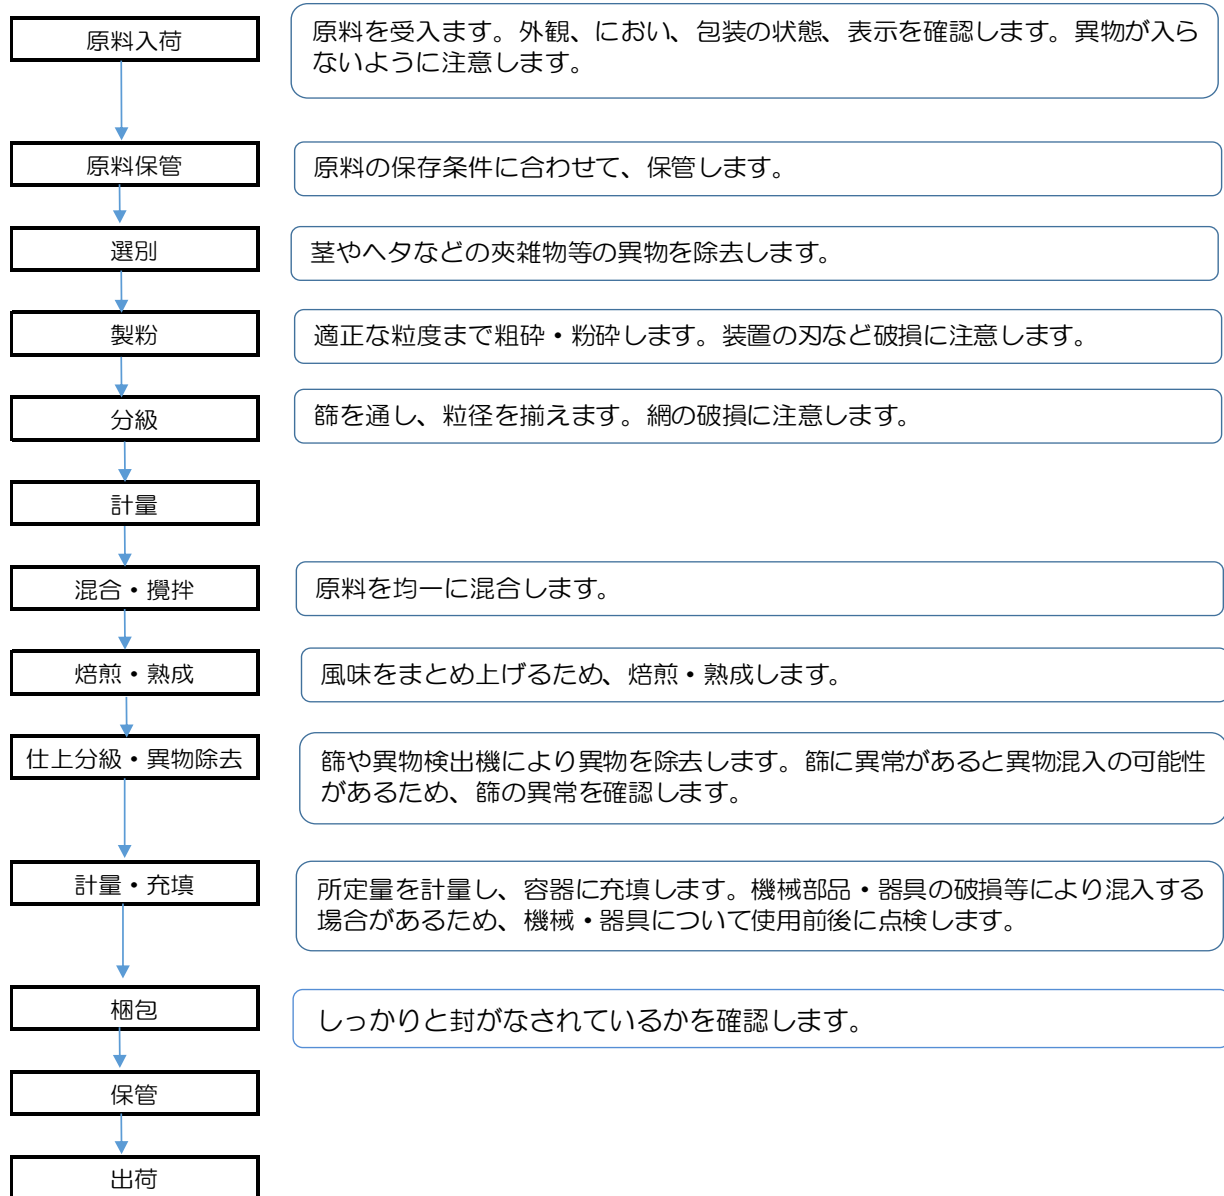 原料入荷
原料を受入ます。外観、におい、包装の状態、表示を確認します。異物が入ら
ないように注意します。
原料保管
原料の保存条件に合わせて、保管します。
選別
茎やヘタなどの夾雑物等の異物を除去します。
製粉
適正な粒度まで粗砕・粉砕します。装置の刃など破損に注意します。
分級
篩を通し、粒径を揃えます。網の破損に注意します。
計量
混合・攪拌
原料を均一に混合します。
焙煎・熟成
風味をまとめ上げるため、焙煎・熟成します。
仕上分級・異物除去
篩や異物検出機により異物を除去します。篩に異常があると異物混入の可能性
があるため、篩の異常を確認します。
計量・充填
所定量を計量し、容器に充填します。機械部品・器具の破損等により混入する
場合があるため、機械・器具について使用前後に点検します。
梱包
しっかりと封がなされているかを確認します。
保管
出荷